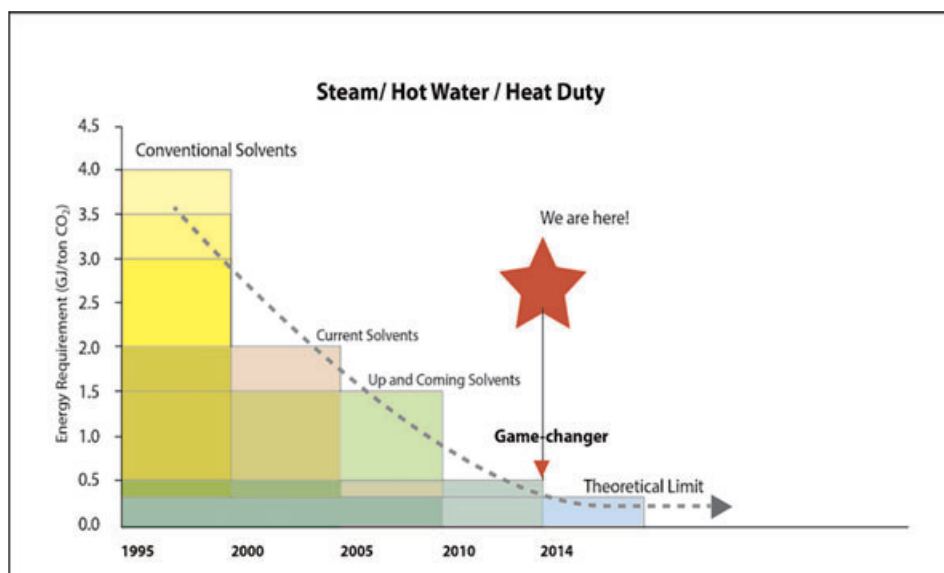 Steam/ Hot Water / Heat Duty
Energy Requirement (GJ/ton CO₂)
4.5
4.0
3.5
3.0
2.5
2.0
1.5
1.0
0.5
0.0
Conventional Solvents
Current Solvents
Up and Coming Solvents
We are here!
Game-changer
Theoretical Limit
1995 2000 2005 2010 2014